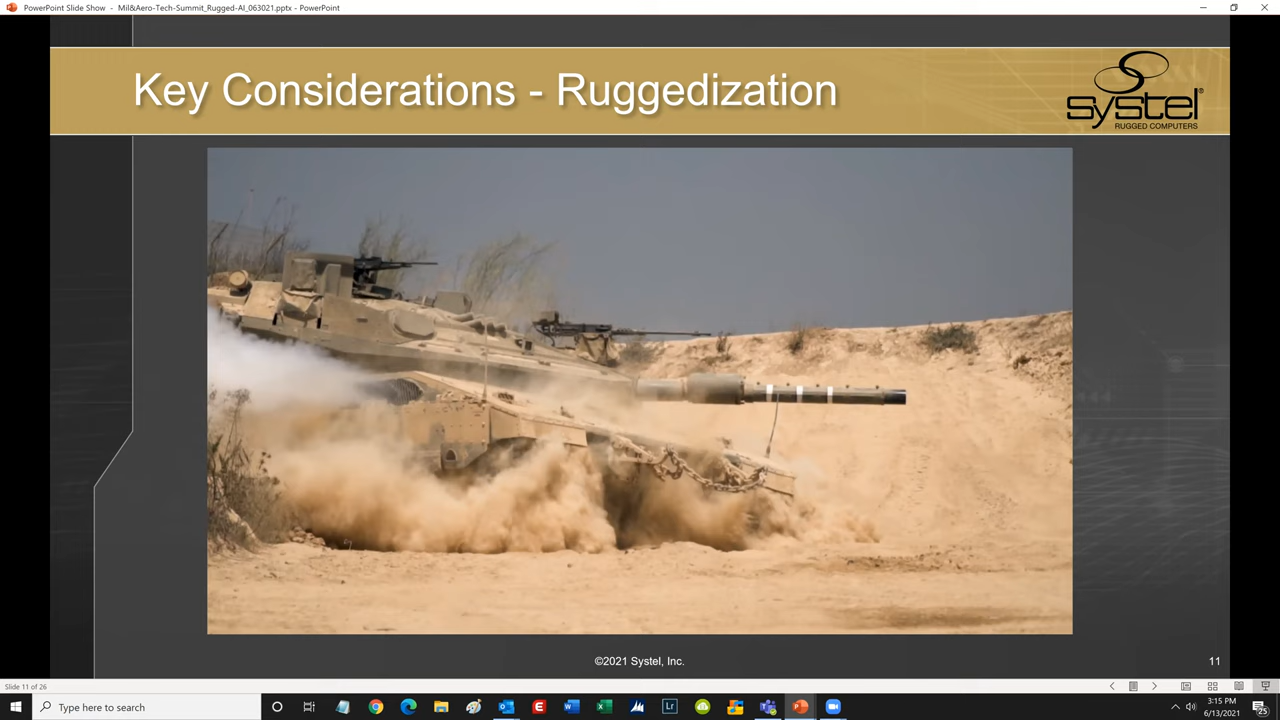 PowerPoint Slide Show - Mil&Aero-Tech-Summit_Rugged-AI_063021.pptx - PowerPoint
Key Considerations - Ruggedization
systel®
RUGGED COMPUTERS
©2021 Systel, Inc.
11
Slide 11 of 26
Type here to search
3:15 PM
6/13/2021
25